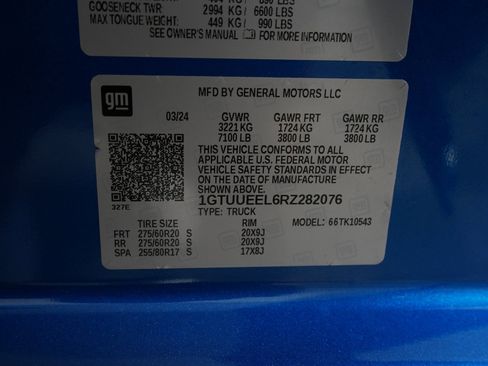 GOOSENECK TWR: 2994 KG/ 6600 LBS
MAX TONGUE WEIGHT: 449 KG/ 990 LBS
SEE OWNER'S MANUAL FOR MORE INFORMATION
gm
MFD BY GENERAL MOTORS LLC
03/24 GVWR GAWR FRT GAWR RR
3221 KG 1724 KG 1724 KG
7100 LB 3800 LB 3800 LB
THIS VEHICLE CONFORMS TO ALL
APPLICABLE U.S. FEDERAL MOTOR
VEHICLE SAFETY STANDARDS IN EFFECT
ON THE DATE OF MANUFACTURE
SHOWN ABOVE.
1GTUUEEL6RZ282076
TYPE: TRUCK
327E
TIRE SIZE RIM MODEL: 66TK10543
FRT 275/60R20 S 20X9J
RR 275/60R20 S 20X9J
SPA 255/80R17 S 17X8J